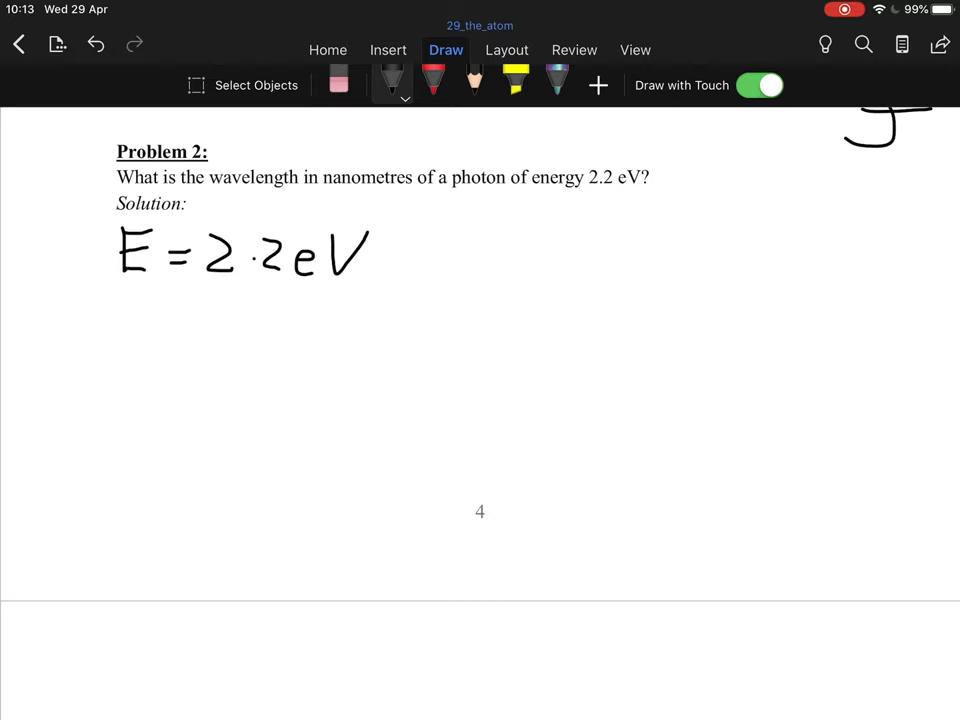 10:13 Wed 29 Apr
99%
29_the_atom
Home Insert Draw Layout Review View
Select Objects
Draw with Touch
Problem 2:
What is the wavelength in nanometres of a photon of energy 2.2 eV?
Solution:
E = 2.2eV
4